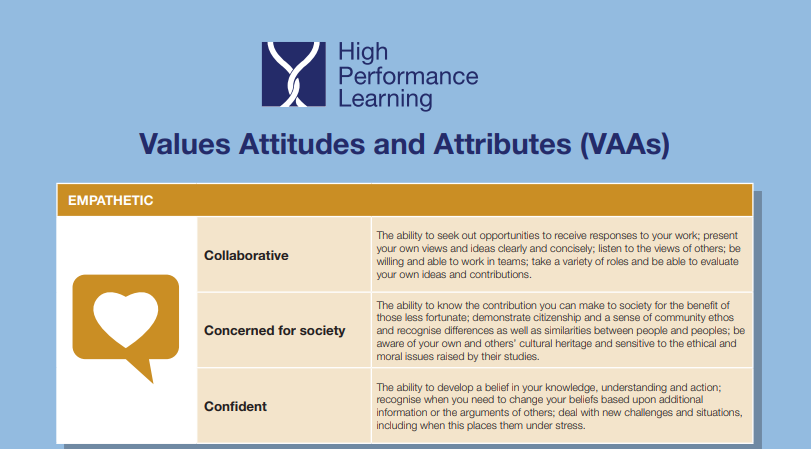 High
Performance
Learning
Values Attitudes and Attributes (VAAs)
EMPATHETIC
Collaborative
The ability to seek out opportunities to receive responses to your work; present
your own views and ideas clearly and concisely; listen to the views of others; be
willing and able to work in teams; take a variety of roles and be able to evaluate
your own ideas and contributions.
Concerned for society
The ability to know the contribution you can make to society for the benefit of
those less fortunate; demonstrate citizenship and a sense of community ethos
and recognise differences as well as similarities between people and peoples; be
aware of your own and others' cultural heritage and sensitive to the ethical and
moral issues raised by their studies.
Confident
The ability to develop a belief in your knowledge, understanding and action;
recognise when you need to change your beliefs based upon additional
information or the arguments of others; deal with new challenges and situations,
including when this places them under stress.